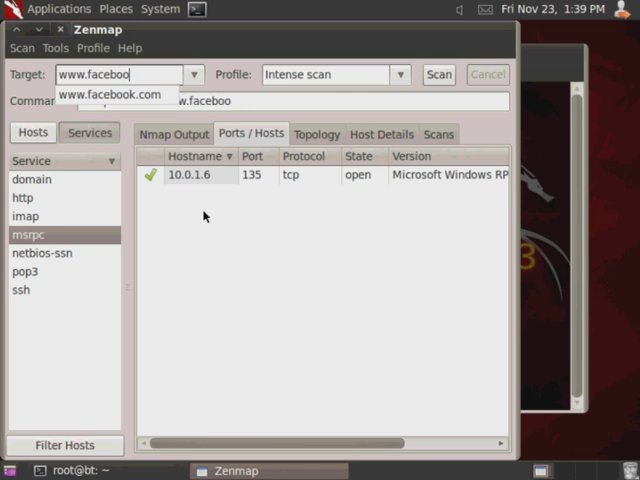 Applications Places System Fri Nov 23, 1:39 PM
Zenmap
Scan Tools Profile Help
Target: www.faceboo Profile: Intense scan Scan Cancel
www.facebook.com
w.faceboo
Hosts Services Nmap Output Ports / Hosts Topology Host Details Scans
Service Hostname Port Protocol State Version
10.0.1.6 135 tcp open Microsoft Windows RP
domain
http
imap
msrpc
netbios-ssn
pop3
ssh
3
Filter Hosts
root@bt: ~ Zenmap